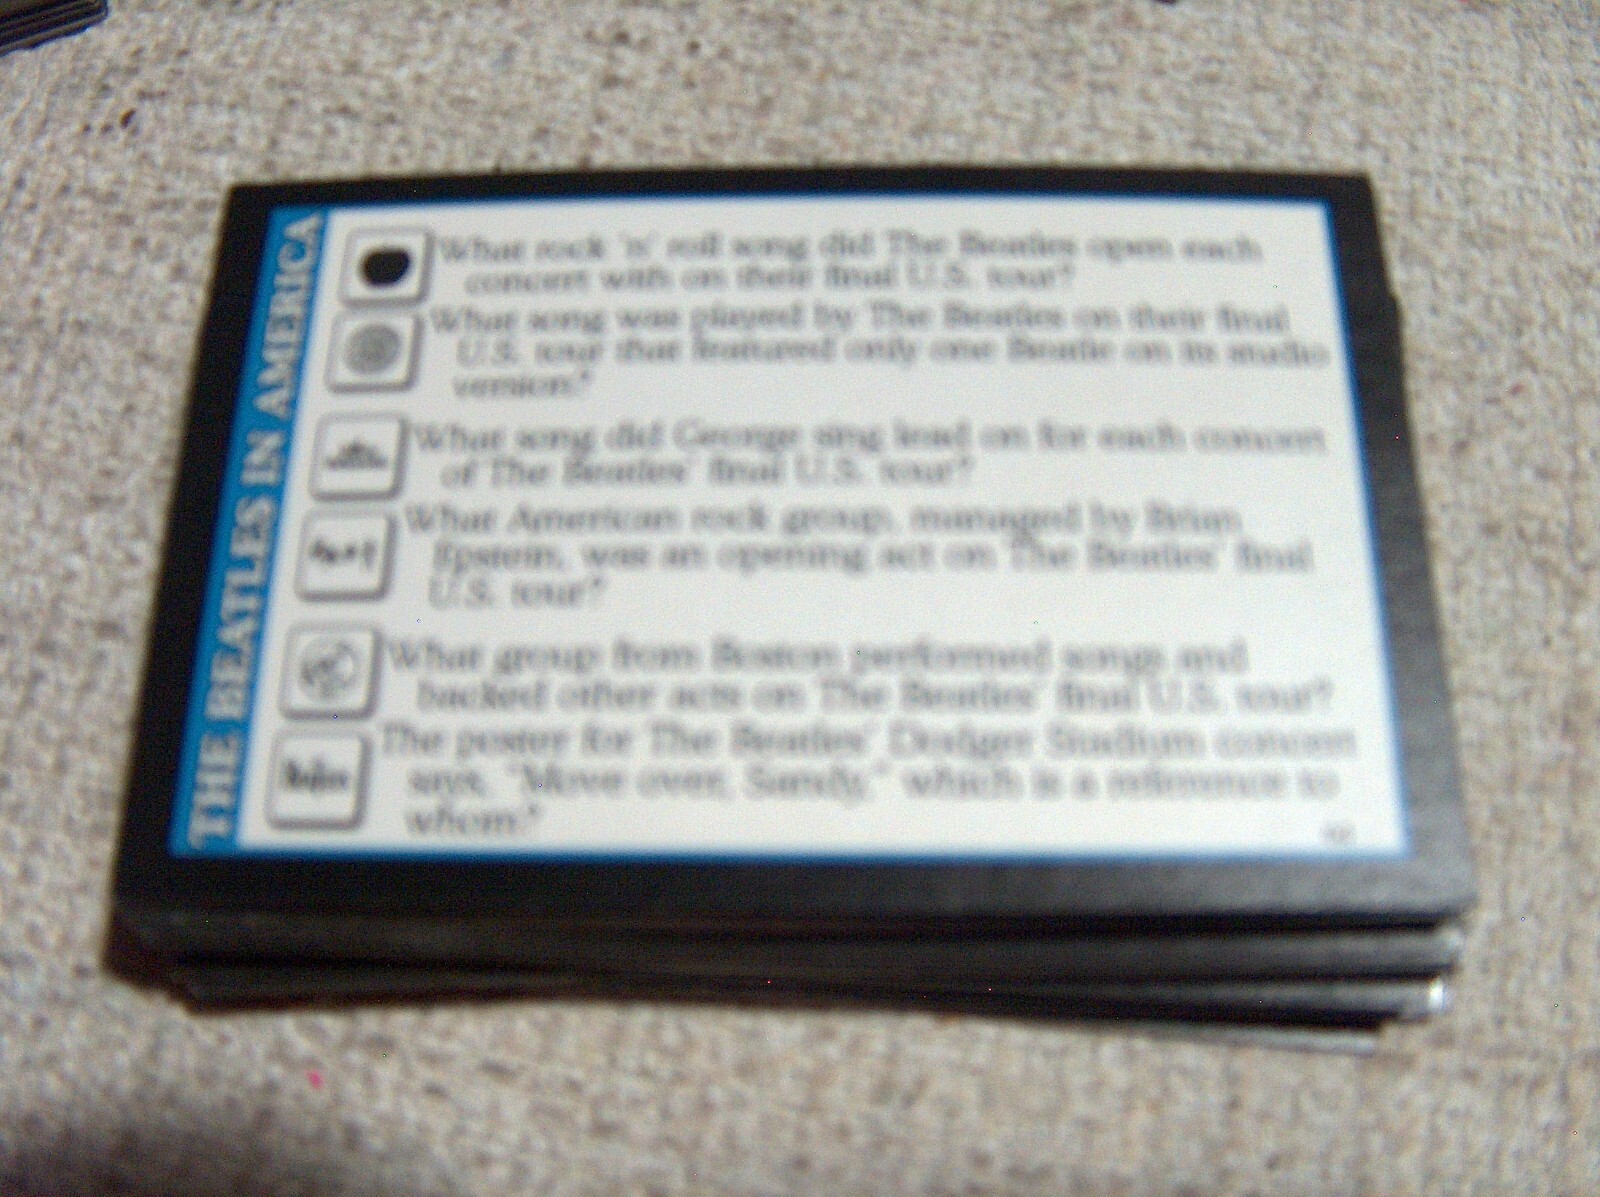 THE BEATLES IN AMERICA
What rock 'n' roll song did The Beatles open each
concert with on their final U.S. tour?
What song was played by The Beatles on their final
U.S. tour that featured only one Beatle on its studio
version?
What song did George sing lead on for each concert
of The Beatles' final U.S. tour?
What American rock group, managed by Brian
Epstein, was an opening act on The Beatles' final
U.S. tour?
What group from Boston performed songs and
backed other acts on The Beatles' final U.S. tour?
The poster for The Beatles' Dodger Stadium concert
says, "Move over, Sandy," which is a reference to
whom?